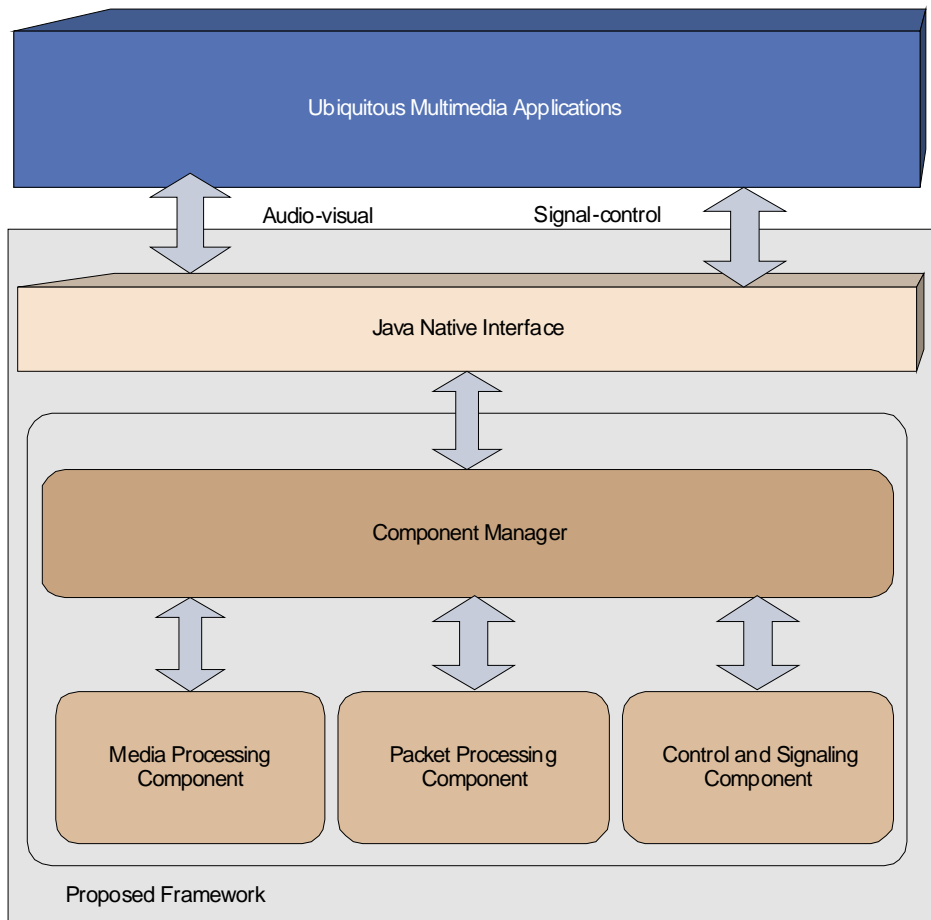 Ubiquitous Multimedia Applications
Audio-visual
Signal-control
Java Native Interface
Component Manager
Media Processing
Component
Packet Processing
Component
Control and Signaling
Component
Proposed Framework